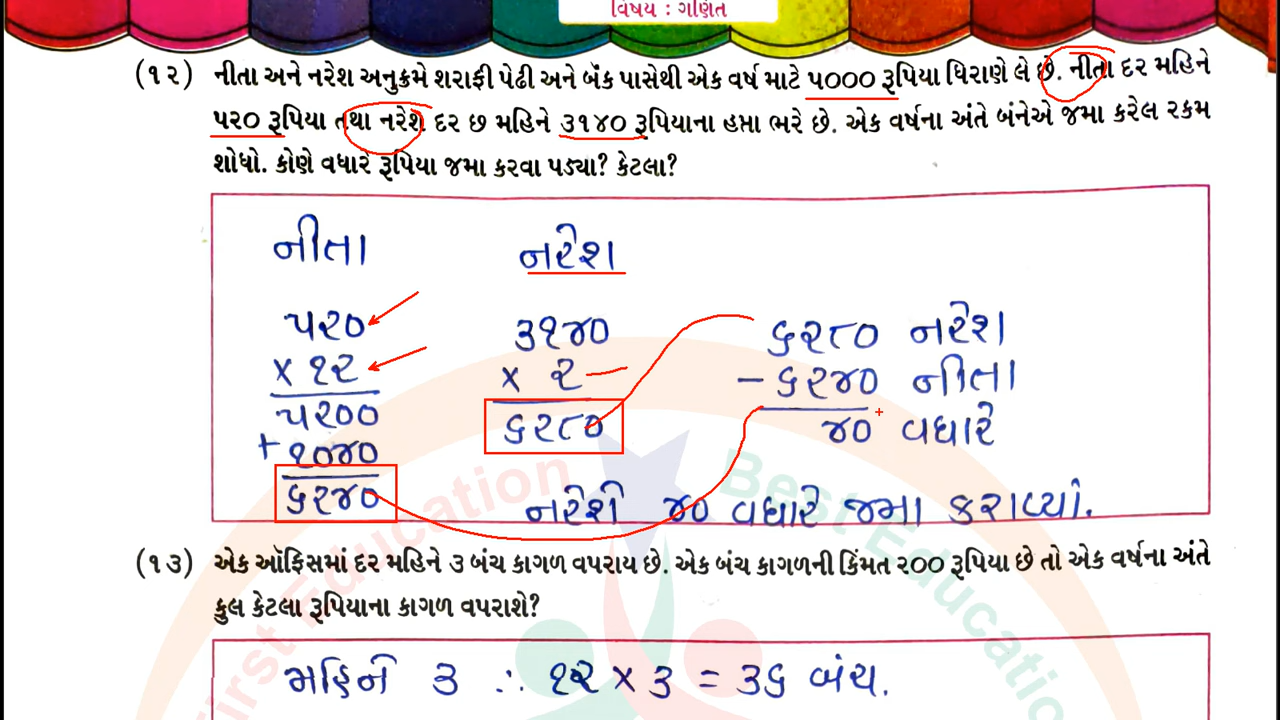 વિષય : ગણિત
(૧૨) નીતા અને નરેશ અનુક્રમે શરાફી પેઢી અને બૅંક પાસેથી એક વર્ષ માટે ૫૦૦૦ રૂપિયા ધિરાણે લે છે. નીતા દર મહિને
૫૨૦ રૂપિયા તથા નરેશ દર છ મહિને ૩૧૪૦ રૂપિયાના હપ્તા ભરે છે. એક વર્ષના અંતે બંનેએ જમા કરેલ રકમ
શોધો. કોણે વધારે રૂપિયા જમા કરવા પડ્યા? કેટલા?
નીતા નરેશ
૫૨૦ ૩૧૪૦ ૬૨૮૦ નરેશ
x ૧૨ x ૨ - ૬૨૪૦ નીતા
૫૨૦૦ ૬૨૮૦ ૪૦ વધારે
+ ૧૦૪૦
૬૨૪૦ નરેશે ૪૦ વધારે જમા કરાવ્યાં.
(૧૩) એક ઑફિસમાં દર મહિને ૩ બંચ કાગળ વપરાય છે. એક બંચ કાગળની કિંમત ૨૦૦ રૂપિયા છે તો એક વર્ષના અંતે
કુલ કેટલા રૂપિયાના કાગળ વપરાશે?
મહિને ૩ ∴ ૧૨ x ૩ = ૩૬ બંચ.
First Education Best Education